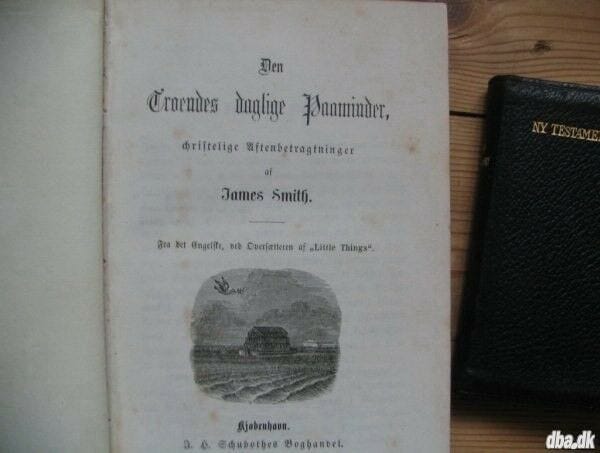 Den
Troendes daglige Paaminder,
christelige Aftenbetragtninger
af
James Smith.
Fra det Engelske, ved Oversætteren af „Little Things“.
Kjøbenhavn.
J. H. Schubothes Boghandel.
NY TESTAME
dba.dk